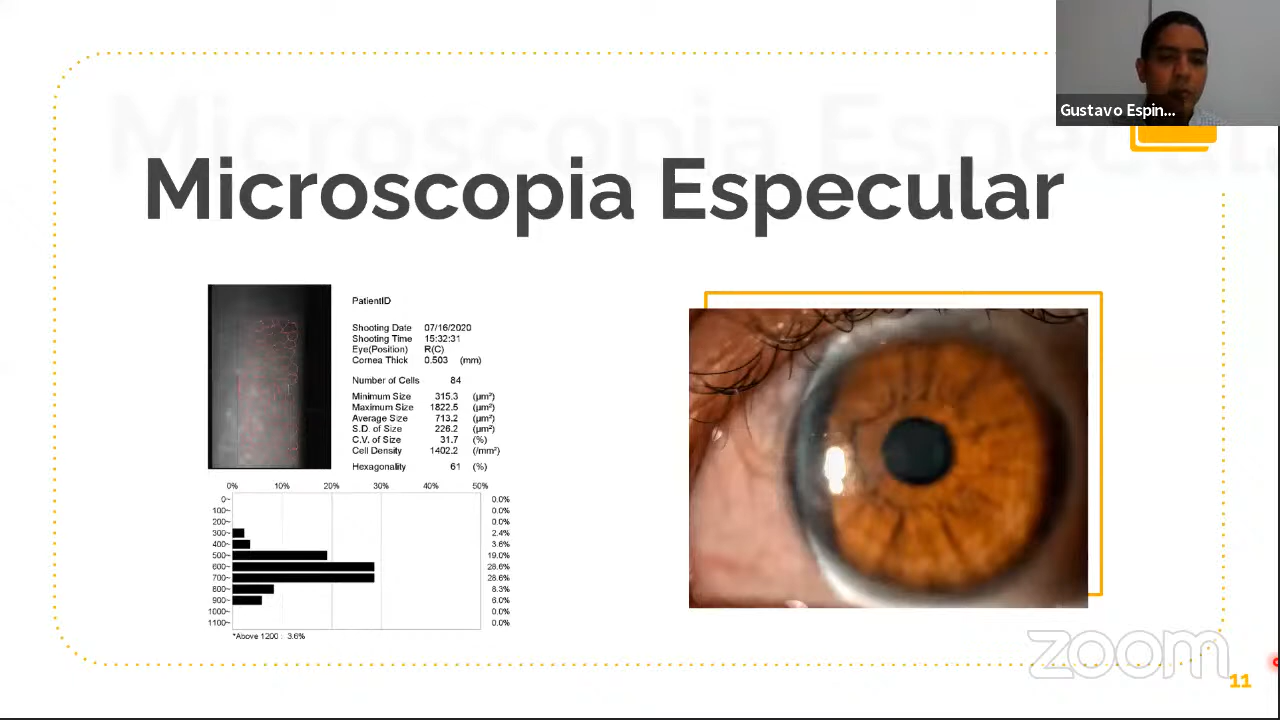 Gustavo Espin...
Microscopia Especular
PatientID
Shooting Date 07/16/2020
Shooting Time 15:32:31
Eye(Position) R(C)
Cornea Thick 0.503 (mm)
Number of Cells 84
Minimum Size 315.3 (μm²)
Maximum Size 1822.5 (μm²)
Average Size 713.2 (μm²)
S.D. of Size 226.2 (μm²)
C.V. of Size 31.7 (%)
Cell Density 1402.2 (/mm²)
Hexagonality 61 (%)
0% 10% 20% 30% 40% 50%
0~ 0.0%
100~ 0.0%
200~ 0.0%
300~ 2.4%
400~ 3.6%
500~ 19.0%
600~ 28.6%
700~ 28.6%
800~ 8.3%
900~ 6.0%
1000~ 0.0%
1100~ 0.0%
*Above 1200 : 3.6%
zoom
11